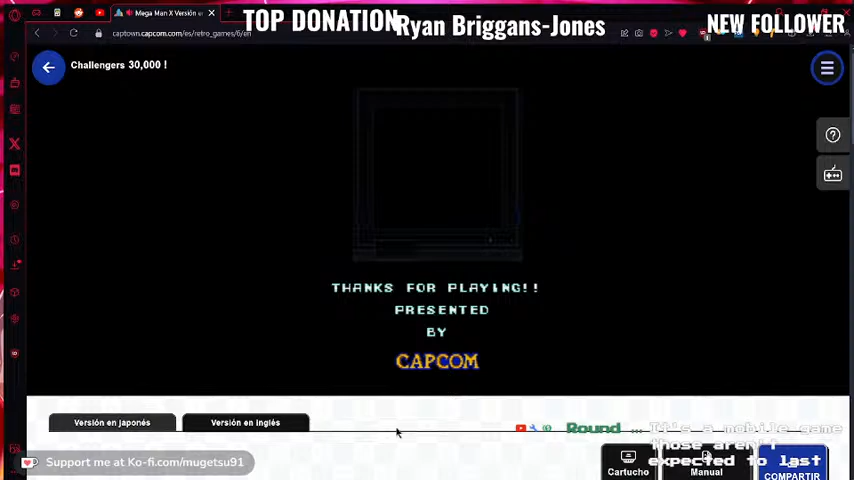 Mega Man X Versión e
TOP DONATION
Ryan Briggans-Jones
NEW FOLLOWER
captown.capcom.com/es/retro_games/6/en
Challengers 30,000 !
THANKS FOR PLAYING!!
PRESENTED
BY
CAPCOM
Versión en japonés
Versión en inglés
Round ...
It's a mobile game
those aren't
expected to last
Support me at Ko-fi.com/mugetsu91
Cartucho
Manual
COMPARTIR